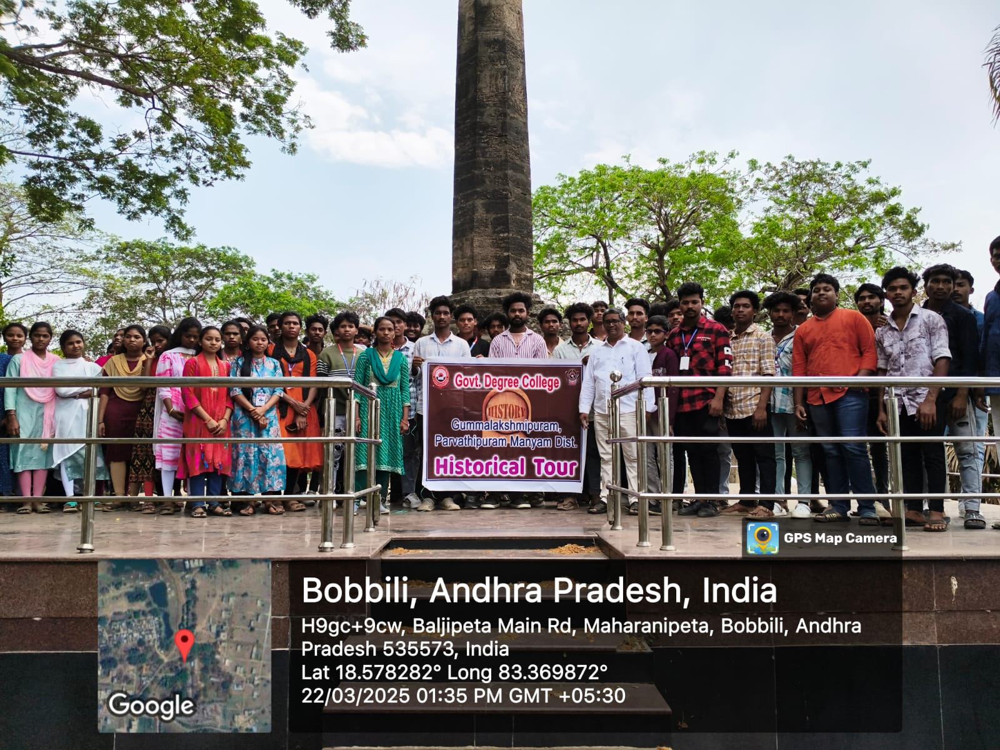 Govt. Degree College
HISTORY
Gummalakshmipuram,
Parvathipuram Manyam Dist.
Historical Tour
GPS Map Camera
Bobbili, Andhra Pradesh, India
H9gc+9cw, Baljipeta Main Rd, Maharanipeta, Bobbili, Andhra
Pradesh 535573, India
Lat 18.578282° Long 83.369872°
22/03/2025 01:35 PM GMT +05:30
Google